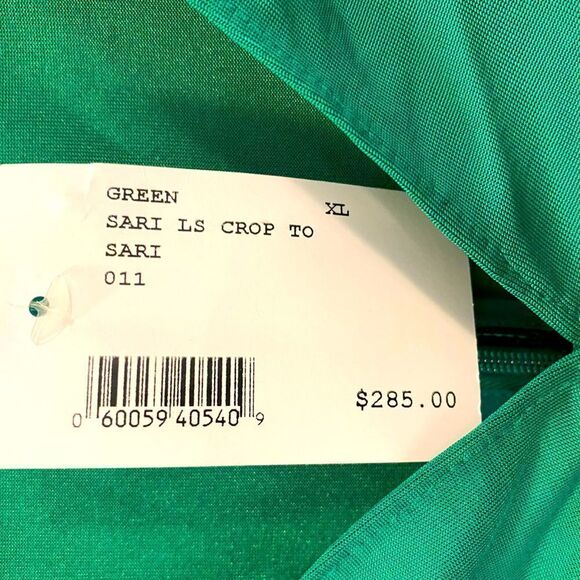 GREEN XL
SARI LS CROP TO
SARI
011
$285.00
0 60059 40540 9